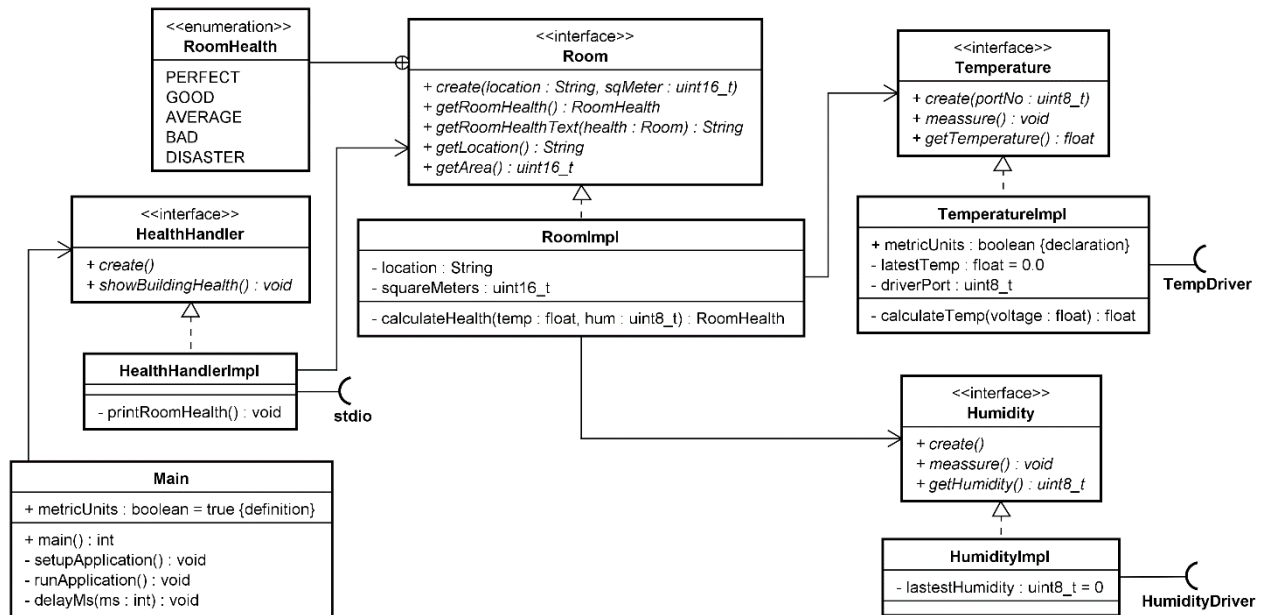 <<enumeration>>
RoomHealth
PERFECT
GOOD
AVERAGE
BAD
DISASTER
<<interface>>
Room
+ create(location : String, sqMeter : uint16_t)
+ getRoomHealth() : RoomHealth
+ getRoomHealthText(health : Room) : String
+ getLocation() : String
+ getArea() : uint16_t
<<interface>>
Temperature
+ create(portNo : uint8_t)
+ meassure() : void
+ getTemperature() : float
<<interface>>
HealthHandler
+ create()
+ showBuildingHealth() : void
RoomImpl
- location : String
- squareMeters : uint16_t
- calculateHealth(temp : float, hum : uint8_t) : RoomHealth
TemperatureImpl
+ metricUnits : boolean {declaration}
- latestTemp : float = 0.0
- driverPort : uint8_t
- calculateTemp(voltage : float) : float
TempDriver
HealthHandlerImpl
- printRoomHealth() : void
stdio
<<interface>>
Humidity
+ create()
+ meassure() : void
+ getHumidity() : uint8_t
Main
+ metricUnits : boolean = true {definition}
+ main() : int
- setupApplication() : void
- runApplication() : void
- delayMs(ms : int) : void
HumidityImpl
- lastestHumidity : uint8_t = 0
HumidityDriver